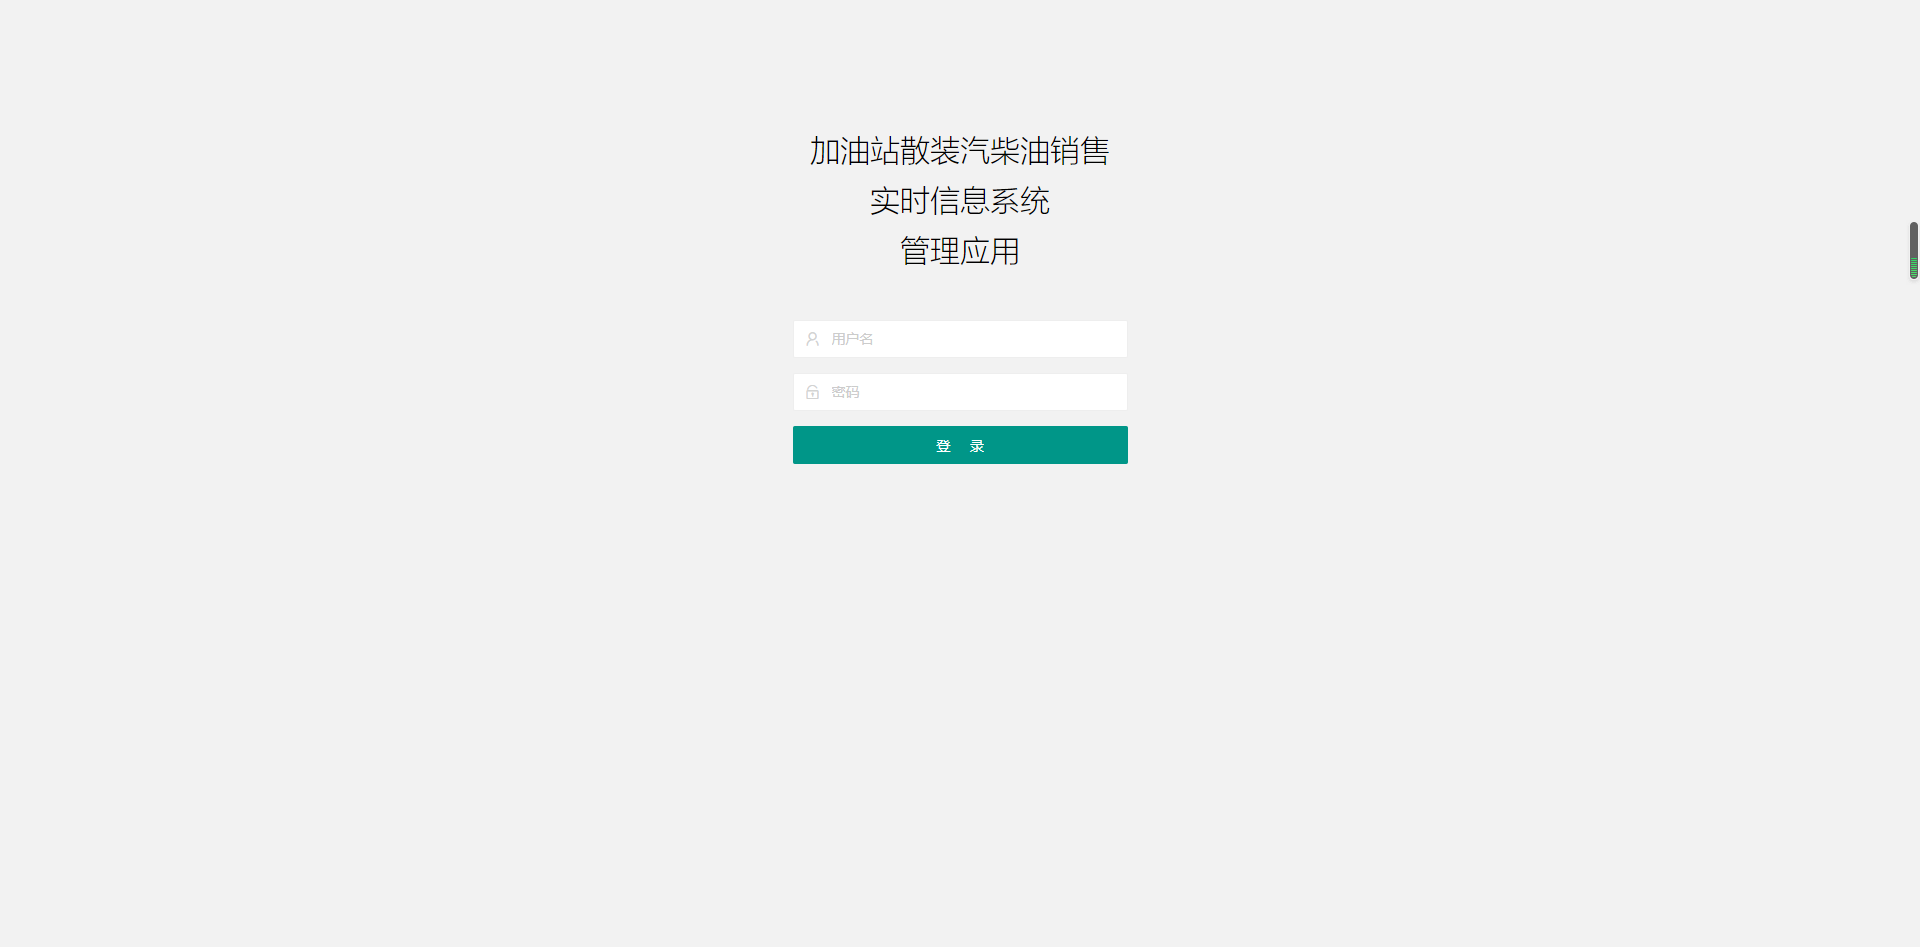 加油站散装汽柴油销售
实时信息系统
管理应用
用户名
密码
登 录